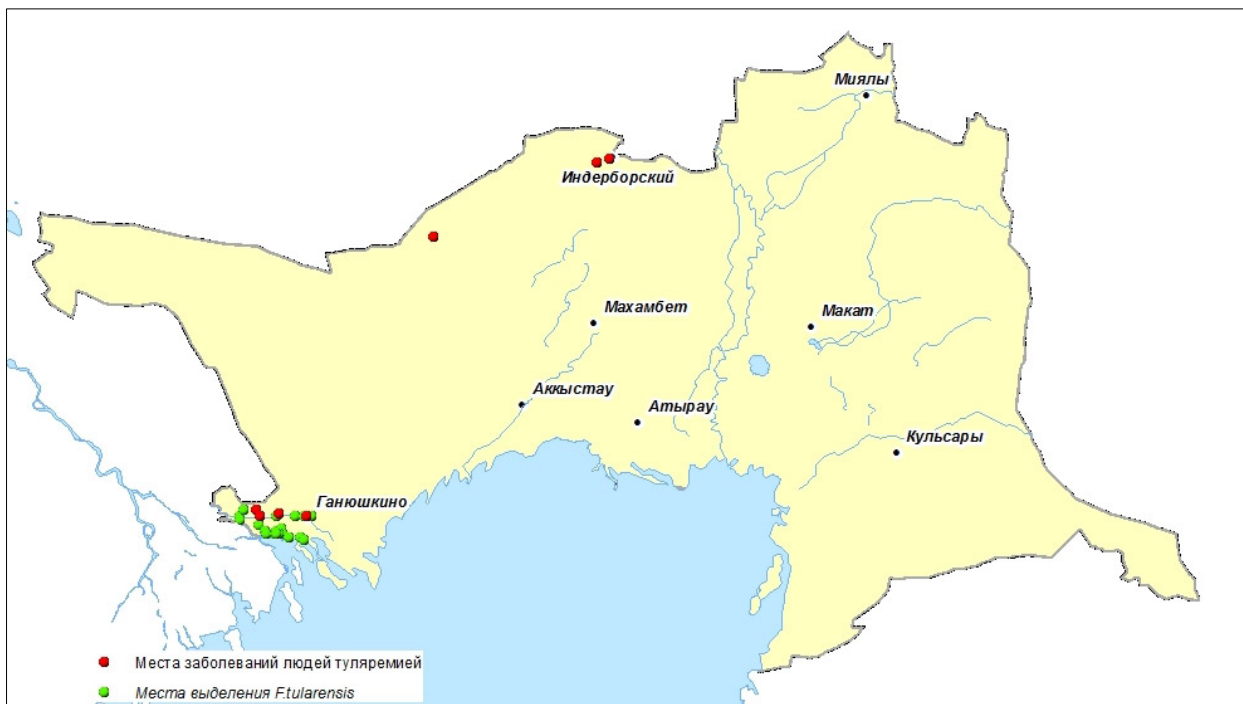 Миялы
Индерборский
Махамбет
Макат
Аккыстау
Атырау
Кульсары
Ганюшкино
Места заболеваний людей туляремией
Места выделения F.tularensis